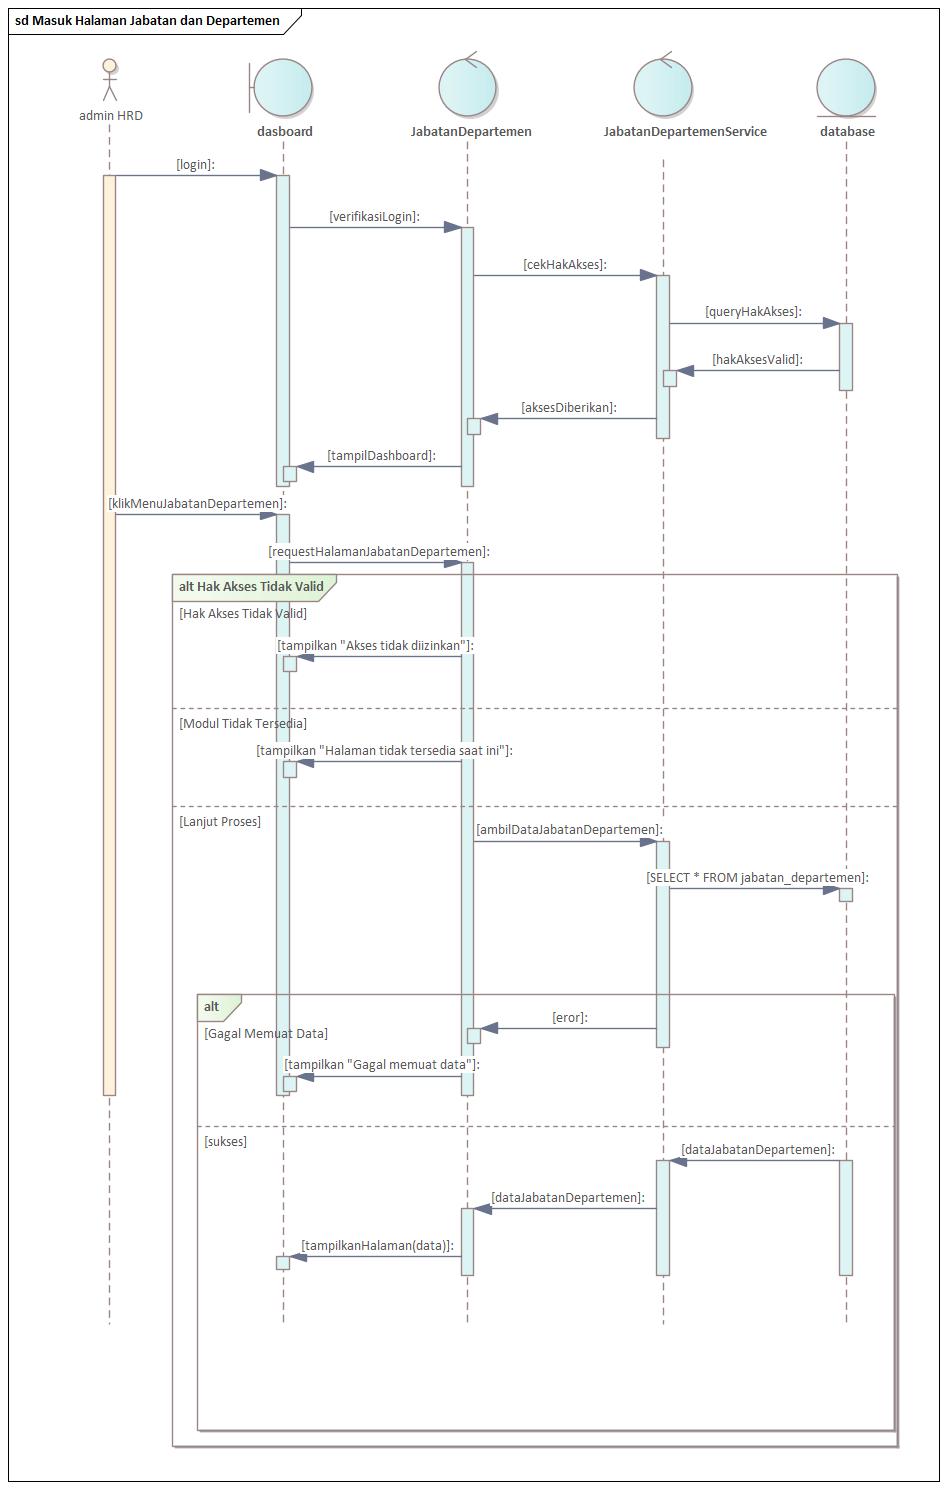 sd Masuk Halaman Jabatan dan Departemen
admin HRD
dasboard
JabatanDepartemen
JabatanDepartemenService
database
[login]:
[verifikasiLogin]:
[cekHakAkses]:
[queryHakAkses]:
[hakAksesValid]:
[aksesDiberikan]:
[tampilDashboard]:
[klikMenuJabatanDepartemen]:
[requestHalamanJabatanDepartemen]:
alt Hak Akses Tidak Valid
[Hak Akses Tidak Valid]
[tampilkan "Akses tidak diizinkan"]:
[Modul Tidak Tersedia]
[tampilkan "Halaman tidak tersedia saat ini"]:
[Lanjut Proses]
[ambilDataJabatanDepartemen]:
[SELECT * FROM jabatan_departemen]:
alt
[eror]:
[Gagal Memuat Data]
[tampilkan "Gagal memuat data"]:
[sukses]
[dataJabatanDepartemen]:
[dataJabatanDepartemen]:
[tampilkanHalaman(data)]: